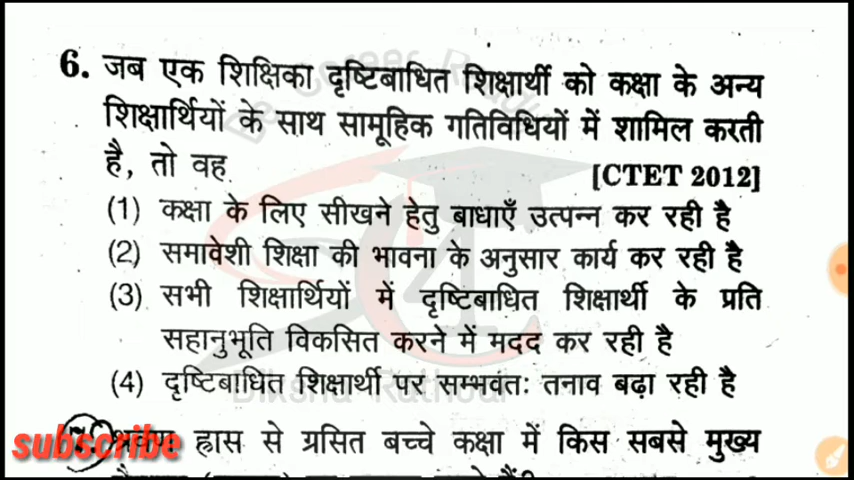 6. जब एक शिक्षिका दृष्टिबाधित शिक्षार्थी को कक्षा के अन्य
शिक्षार्थियों के साथ सामूहिक गतिविधियों में शामिल करती
है, तो वह [CTET 2012]
(1) कक्षा के लिए सीखने हेतु बाधाएँ उत्पन्न कर रही है
(2) समावेशी शिक्षा की भावना के अनुसार कार्य कर रही है
(3) सभी शिक्षार्थियों में दृष्टिबाधित शिक्षार्थी के प्रति
सहानुभूति विकसित करने में मदद कर रही है
(4) दृष्टिबाधित शिक्षार्थी पर सम्भवतः तनाव बढ़ा रही है
Diksha Rathour
subscribe
ह्रास से ग्रसित बच्चे कक्षा में किस सबसे मुख्य